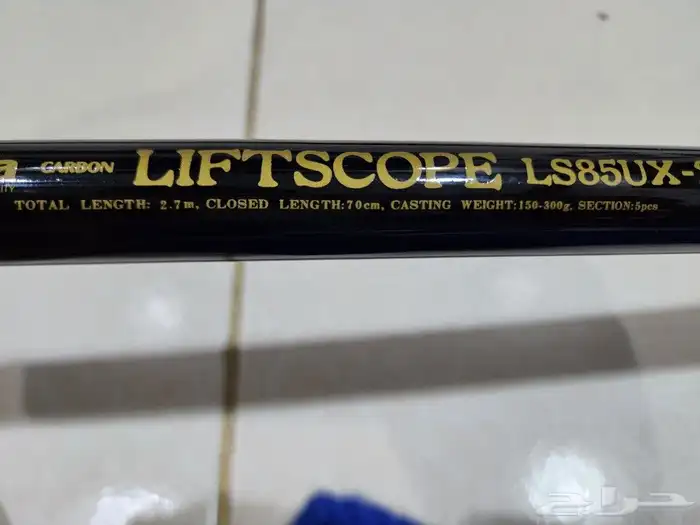 CARBON LIFTSCOPE LS85UX-
TOTAL LENGTH: 2.7m, CLOSED LENGTH:70cm, CASTING WEIGHT:150-300g, SECTION:5pcs
حراج